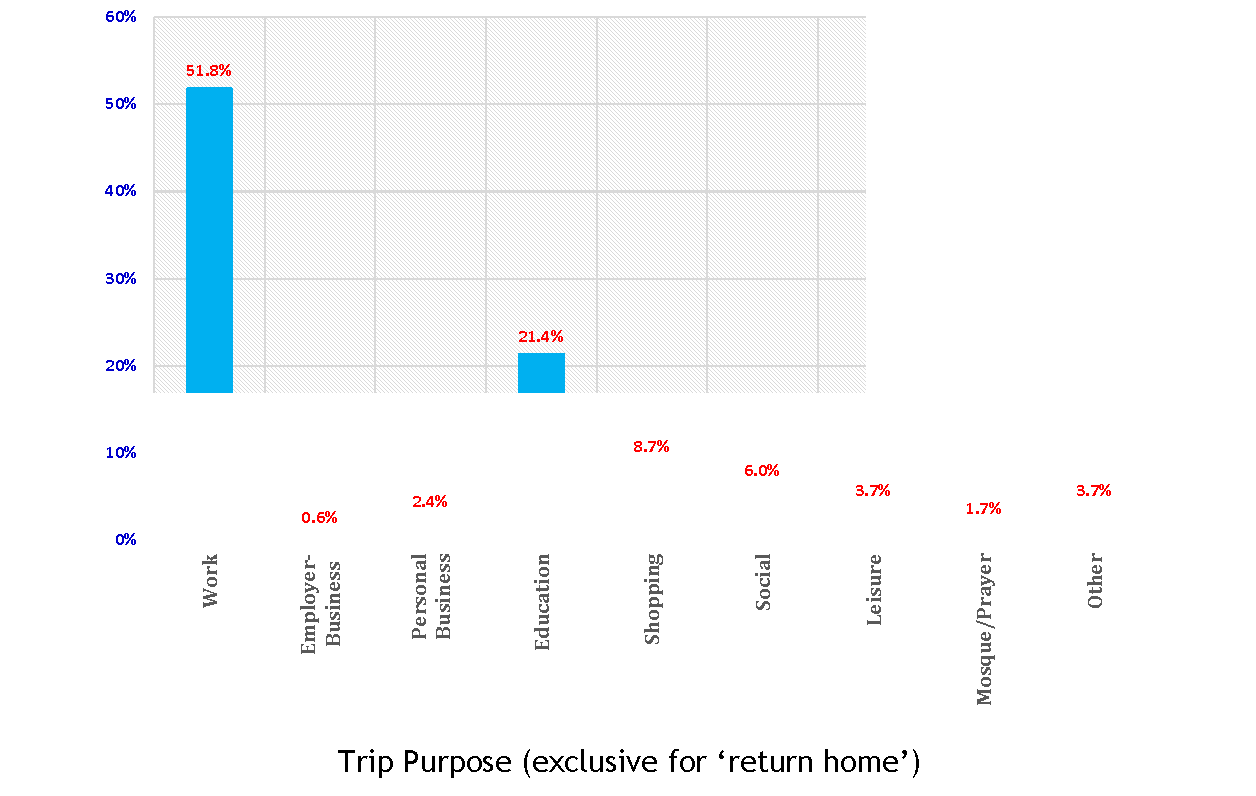 60%
51.8%
50%
40%
30%
21.4%
20%
10%
8.7%
6.0%
3.7%
3.7%
2.4%
1.7%
0.6%
0%
Work
Employer-
Business
Personal
Business
Education
Shopping
Social
Leisure
Mosque/Prayer
Other
Trip Purpose (exclusive for ‘return home’)